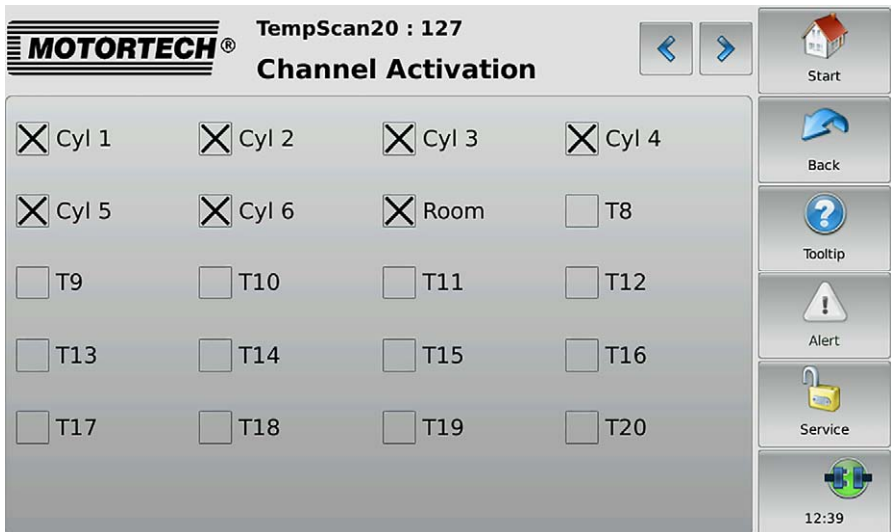 MOTORTECH®
TempScan20 : 127
Channel Activation
Cyl 1 Cyl 2 Cyl 3 Cyl 4
Cyl 5 Cyl 6 Room T8
T9 T10 T11 T12
T13 T14 T15 T16
T17 T18 T19 T20
Start
Back
Tooltip
Alert
Service
12:39